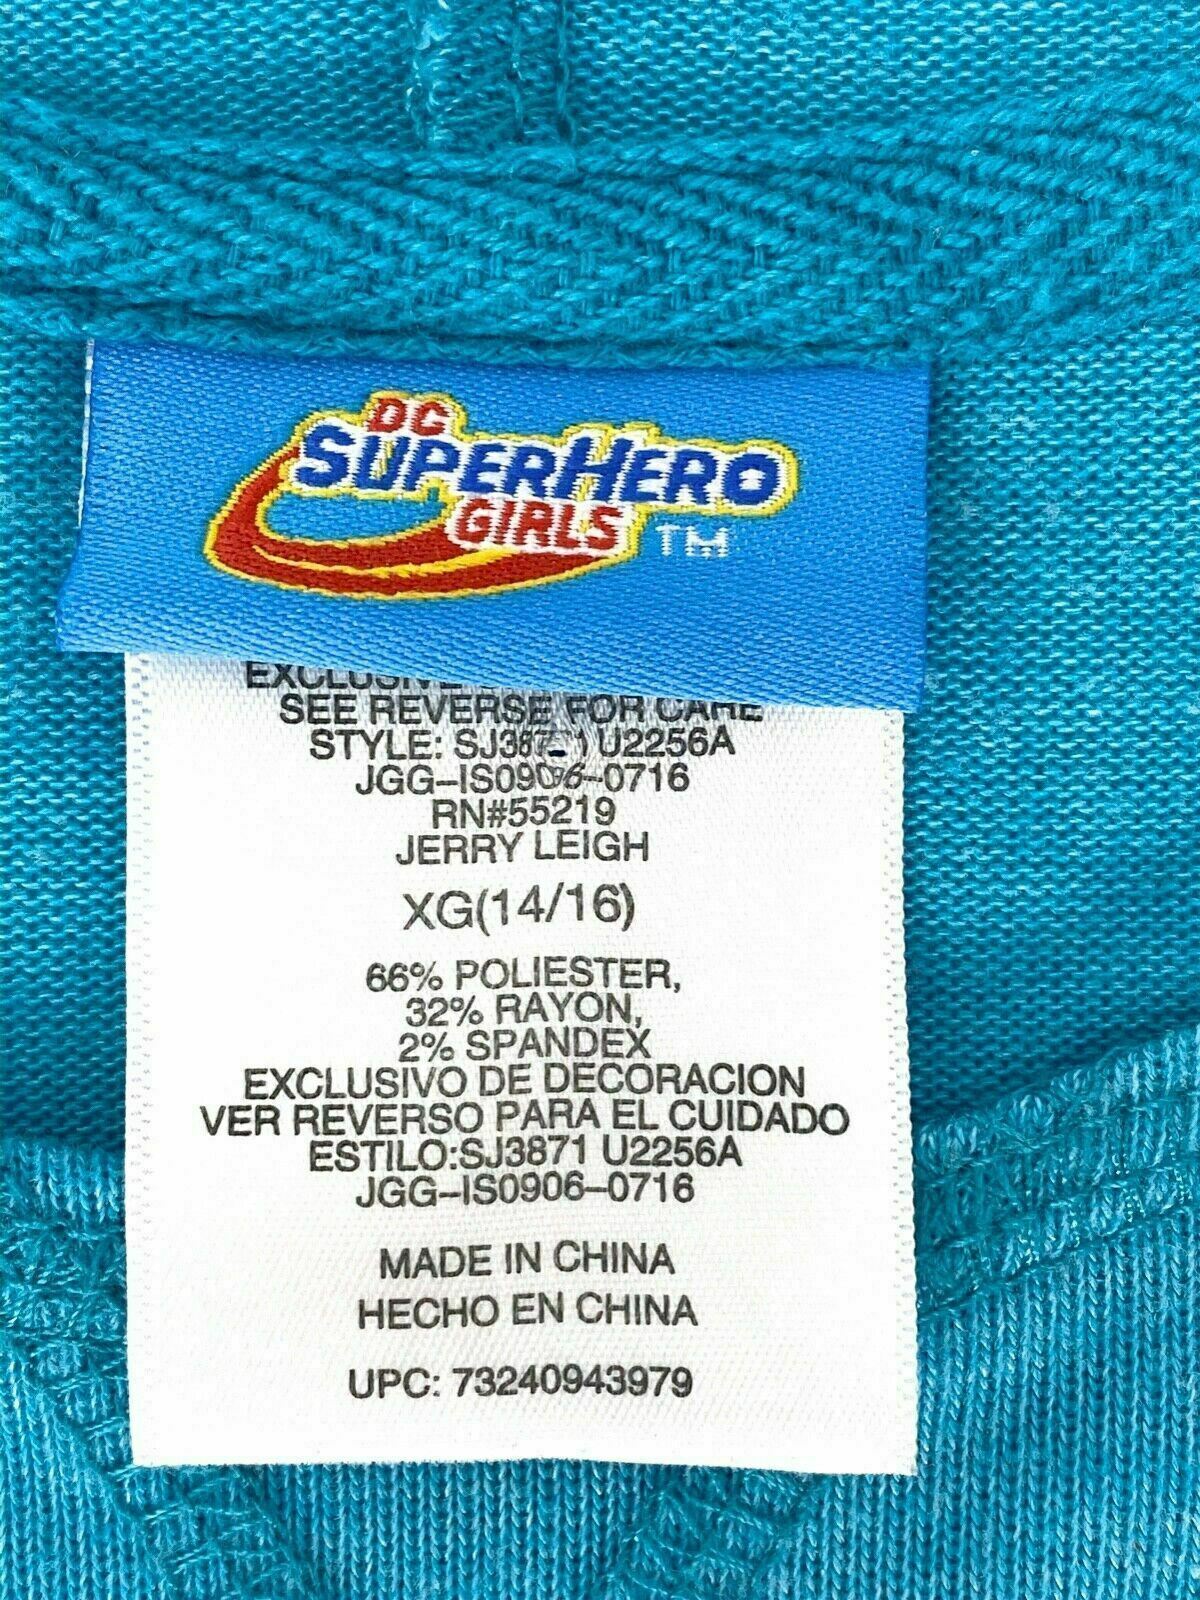 DC
SUPERHERO
GIRLS TM
SEE REVERSE FOR CARE
STYLE: U2256A
JGG-IS0906-0716
RN#55219
JERRY LEIGH
XG(14/16)
66% POLIESTER,
32% RAYON,
2% SPANDEX
EXCLUSIVO DE DECORACION
VER REVERSO PARA EL CUIDADO
ESTILO:SJ3871 U2256A
JGG-IS0906-0716
MADE IN CHINA
HECHO EN CHINA
UPC: 73240943979